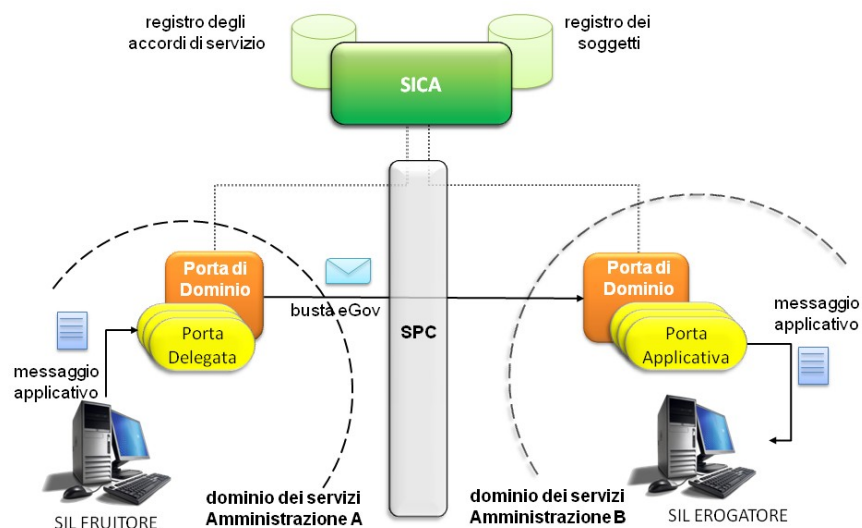 registro degli
accordi di servizio
registro dei
soggetti
SICA
Porta di
Dominio
Porta
Delegata
busta eGov
SPC
Porta di
Dominio
Porta
Applicativa
messaggio
applicativo
messaggio
applicativo
SIL FRUITORE
dominio dei servizi
Amministrazione A
dominio dei servizi
Amministrazione B
SIL EROGATORE